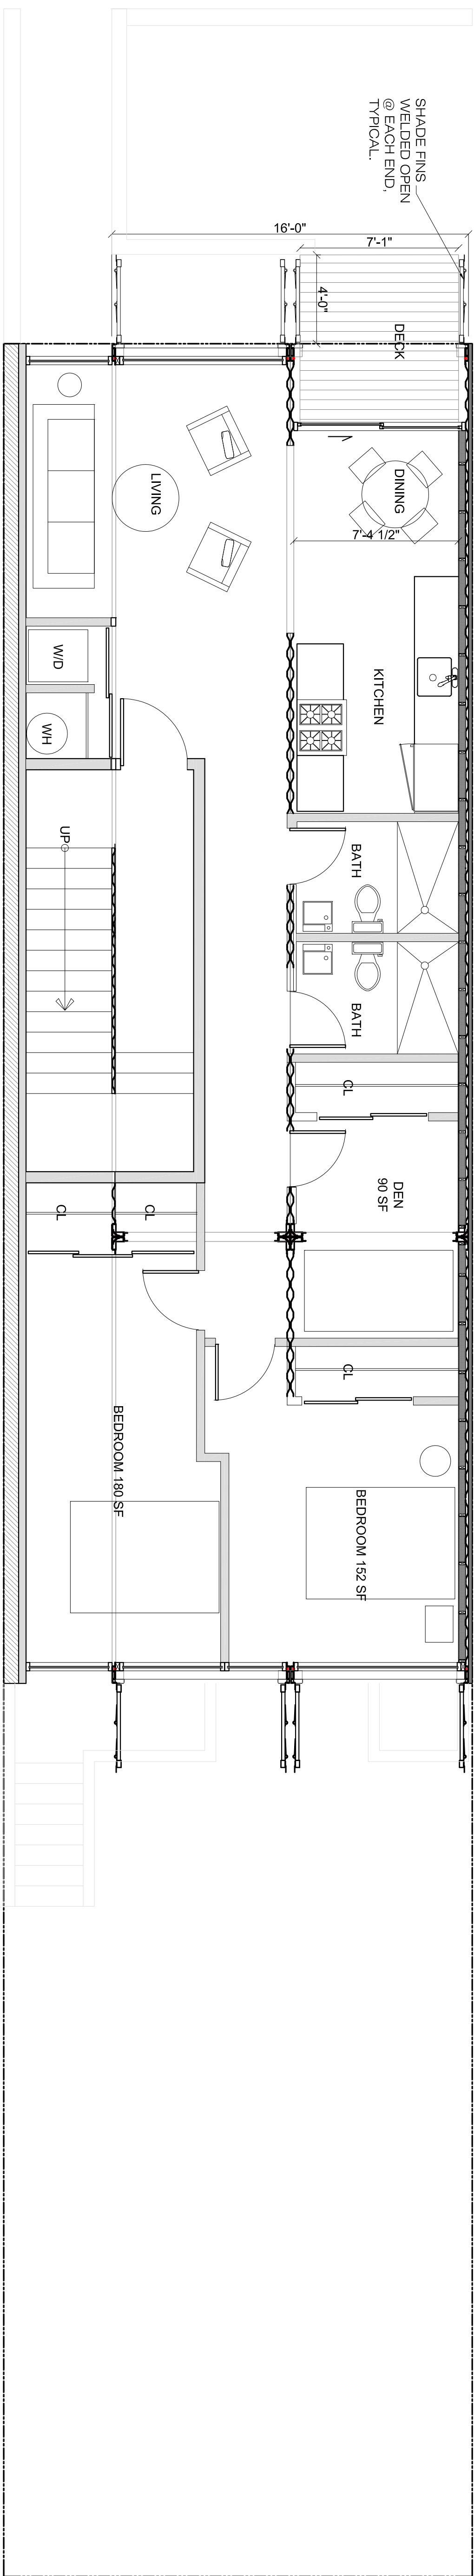 SHADE FINS
WELDED OPEN
@ EACH END,
TYPICAL.
16'-0"
7'-1"
4'-0"
DECK
DINING
LIVING
7'-4 1/2"
KITCHEN
W/D
WH
UP
BATH
BATH
CL
DEN
90 SF
CL
CL
CL
BEDROOM 180 SF
BEDROOM 152 SF